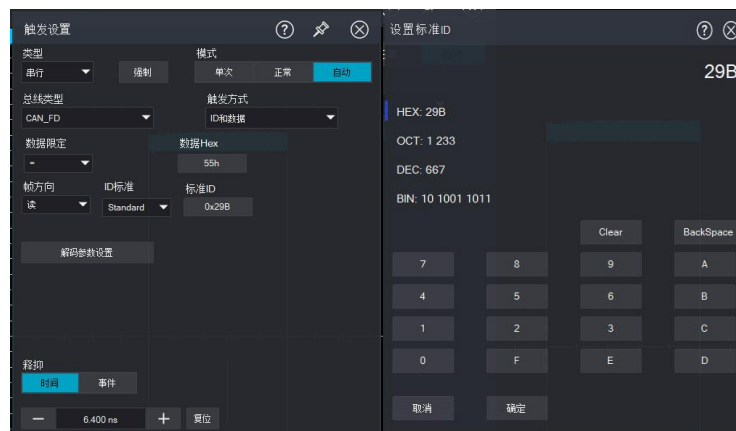 触发设置 ?
类型 模式
串行 强制 单次 正常 自动
总线类型 触发方式
CAN_FD ID和数据
数据限定 数据Hex
= 55h
帧方向 ID标准 标准ID
读 Standard 0x29B
解码参数设置
释抑
时间 事件
− 6.400 ns + 复位
设置标准ID ?
29B
HEX: 29B
OCT: 1 233
DEC: 667
BIN: 10 1001 1011
Clear BackSpace
7 8 9 A
4 5 6 B
1 2 3 C
0 F E D
取消 确定